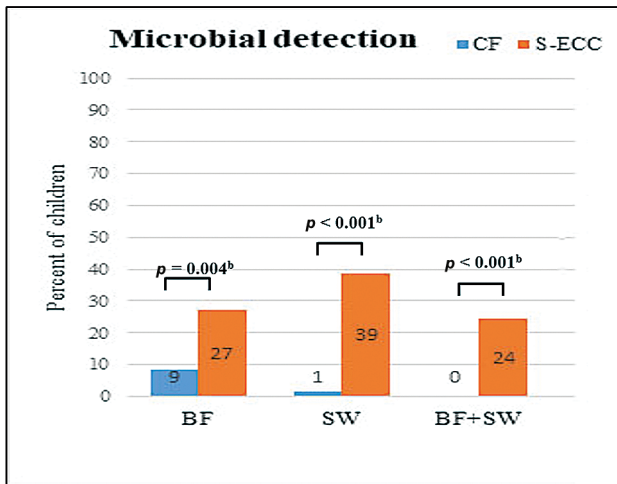 Microbial detection
CF S-ECC
Percent of children
100
90
80
70
60
50
40
30
20
10
0
p = 0.004ᵇ
p < 0.001ᵇ
p < 0.001ᵇ
9 27
1 39
0 24
BF SW BF+SW